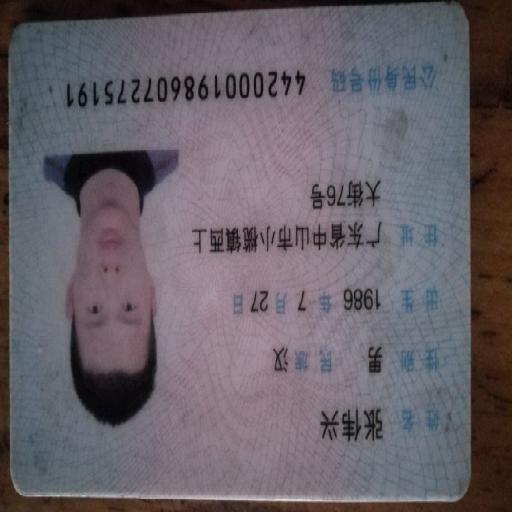 姓名 张伟兴
性别 男 民族 汉
出生 1986 年 7 月 27 日
住址 广东省中山市小榄镇西上
大街76号
公民身份号码 442000198607275191